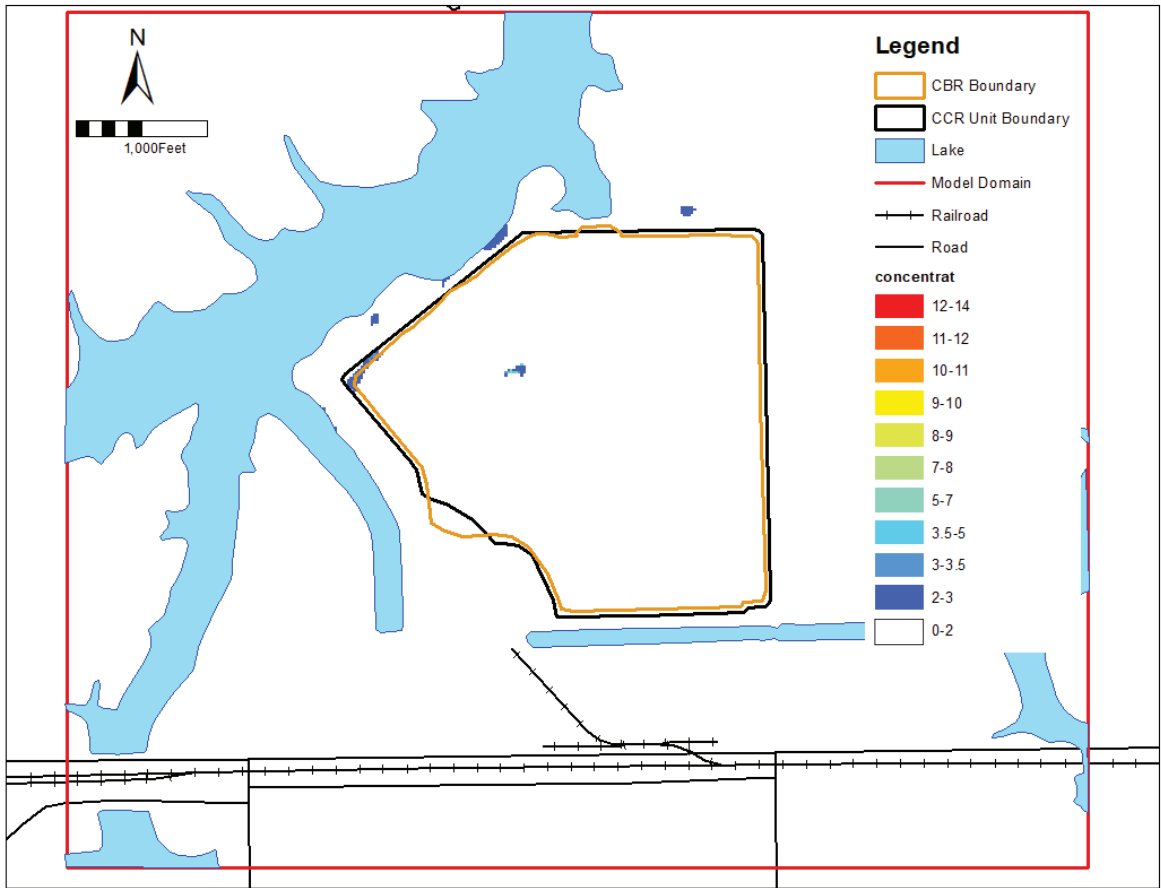 N
1,000Feet
Legend
CBR Boundary
CCR Unit Boundary
Lake
Model Domain
Railroad
Road
concentrat
12-14
11-12
10-11
9-10
8-9
7-8
5-7
3.5-5
3-3.5
2-3
0-2